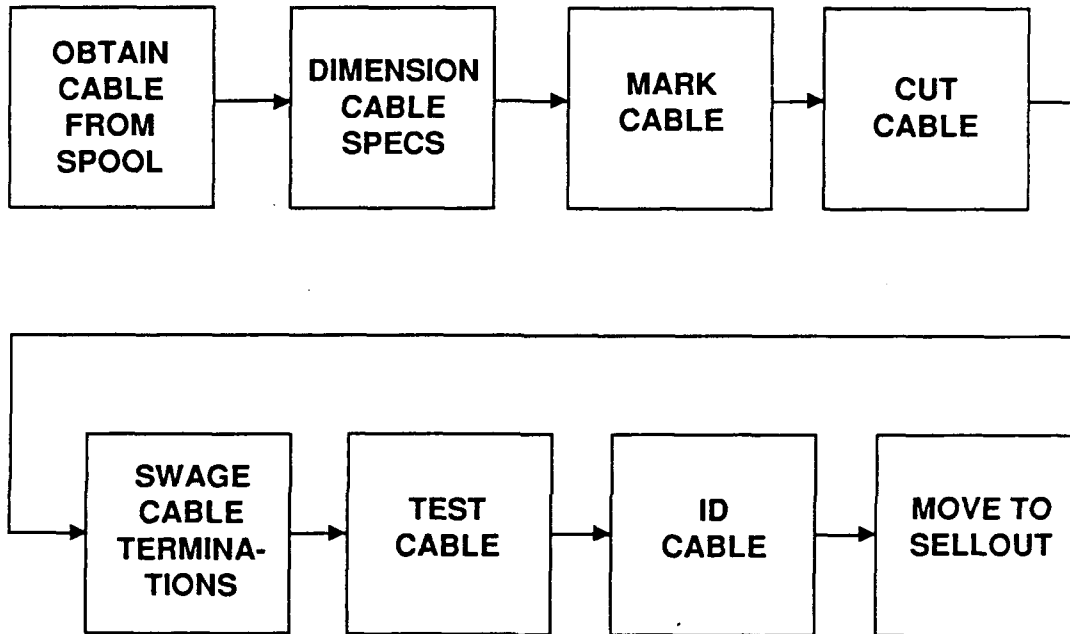 OBTAIN
CABLE
FROM
SPOOL
DIMENSION
CABLE
SPECS
MARK
CABLE
CUT
CABLE
SWAGE
CABLE
TERMINA-
TIONS
TEST
CABLE
ID
CABLE
MOVE TO
SELLOUT